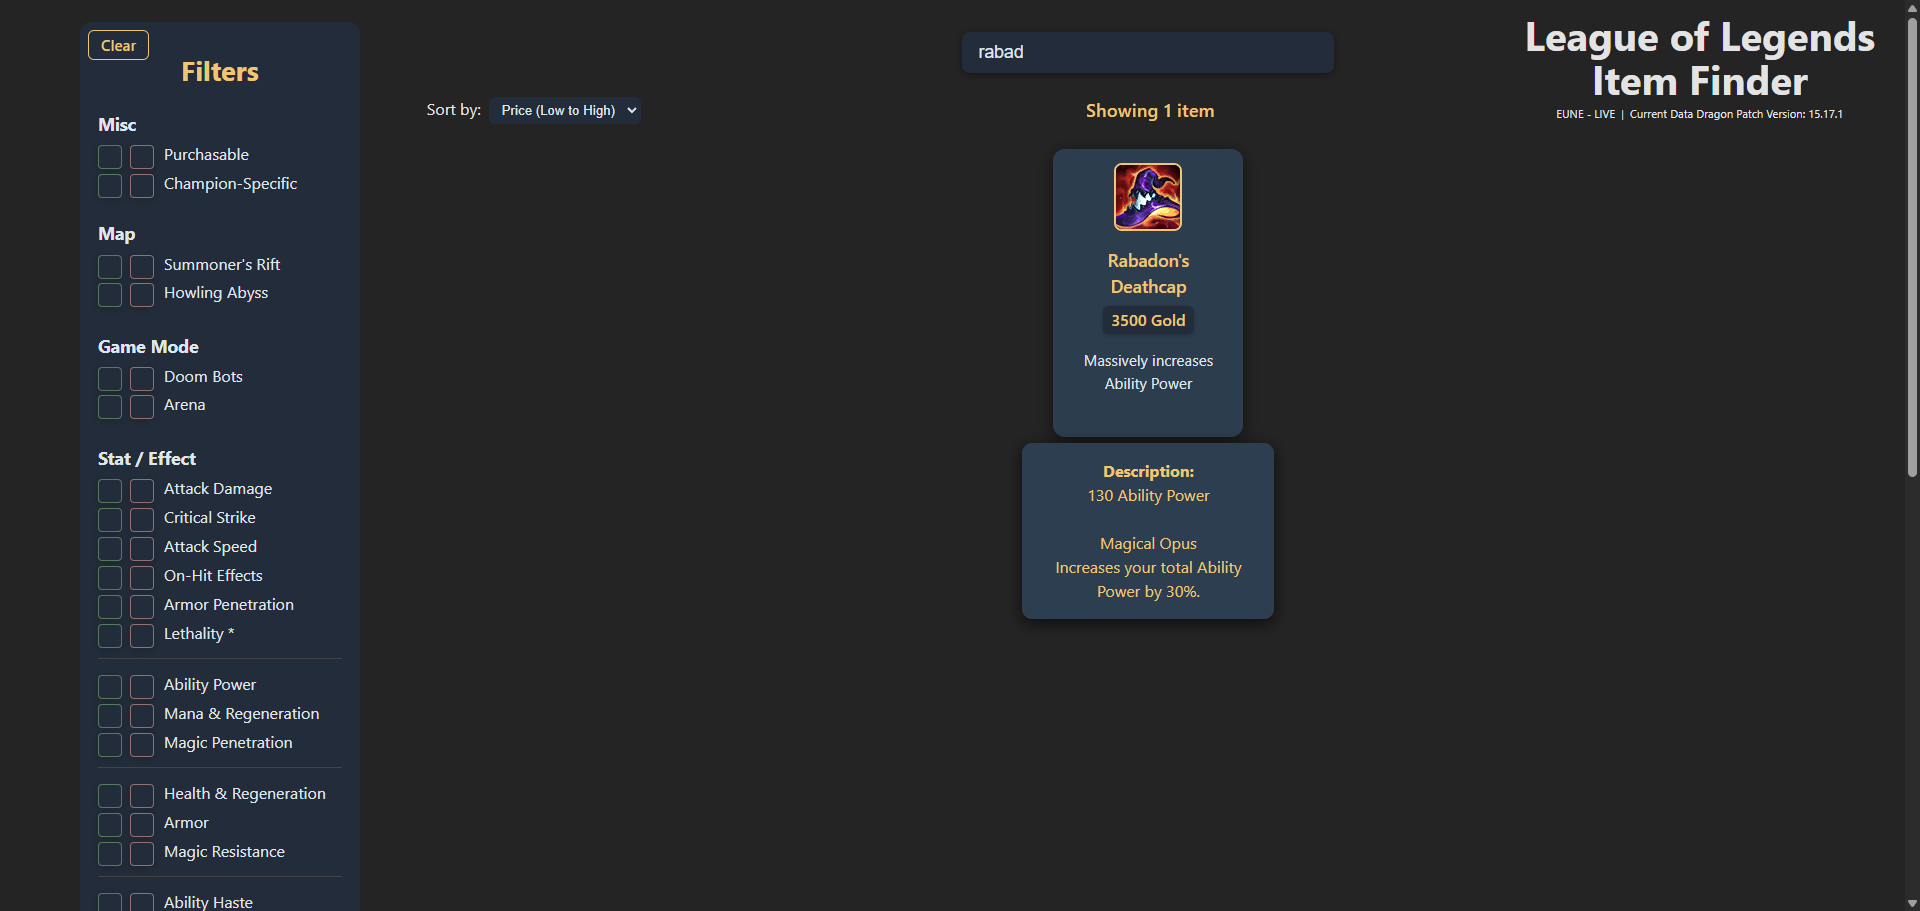 Clear
Filters
Misc
Purchasable
Champion-Specific
Map
Summoner's Rift
Howling Abyss
Game Mode
Doom Bots
Arena
Stat / Effect
Attack Damage
Critical Strike
Attack Speed
On-Hit Effects
Armor Penetration
Lethality *
Ability Power
Mana & Regeneration
Magic Penetration
Health & Regeneration
Armor
Magic Resistance
Ability Haste
rabad
Sort by: Price (Low to High)
Showing 1 item
Rabadon's
Deathcap
3500 Gold
Massively increases
Ability Power
Description:
130 Ability Power
Magical Opus
Increases your total Ability
Power by 30%.
League of Legends
Item Finder
EUNE - LIVE | Current Data Dragon Patch Version: 15.17.1